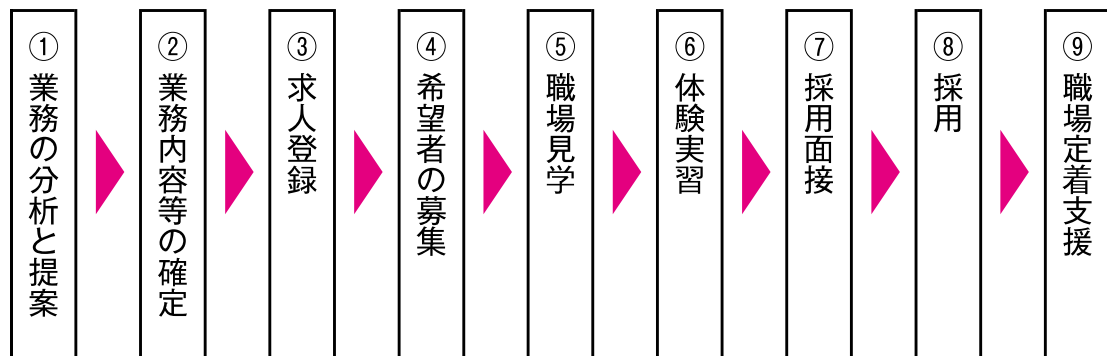 ①業務の分析と提案
②業務内容等の確定
③求人登録
④希望者の募集
⑤職場見学
⑥体験実習
⑦採用面接
⑧採用
⑨職場定着支援